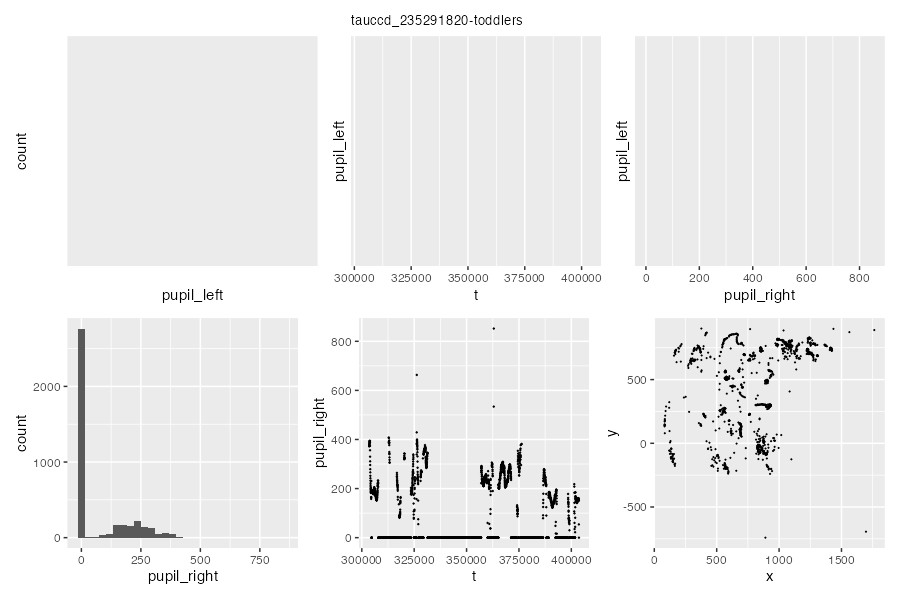 tauccd_235291820-toddlers
count
pupil_left
pupil_left
300000 325000 350000 375000 400000
t
pupil_left
0 200 400 600 800
pupil_right
2000
1000
0
count
0 250 500 750
pupil_right
800
600
400
200
0
pupil_right
300000 325000 350000 375000 400000
t
500
0
-500
y
0 500 1000 1500
x